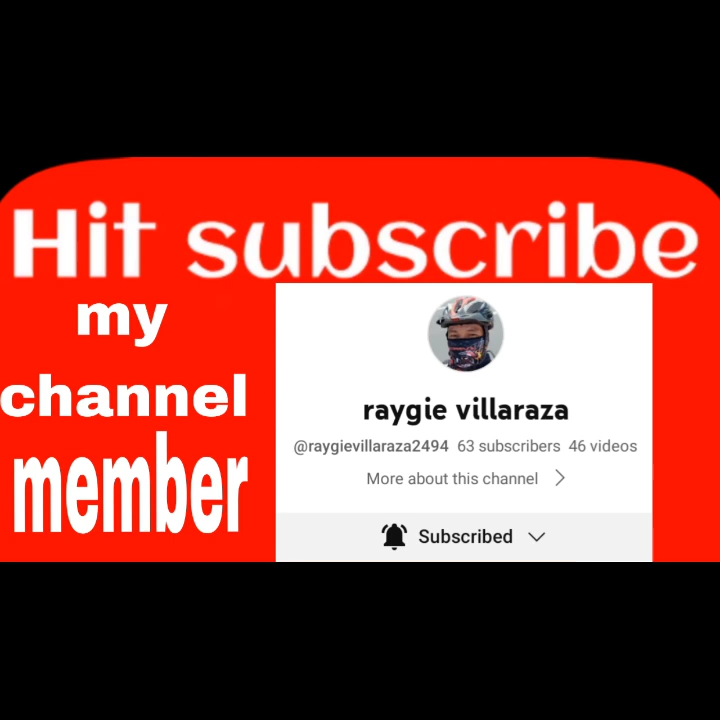 Hit subscribe
my
channel
member
raygie villaraza
@raygievillaraza2494 63 subscribers 46 videos
More about this channel
Subscribed